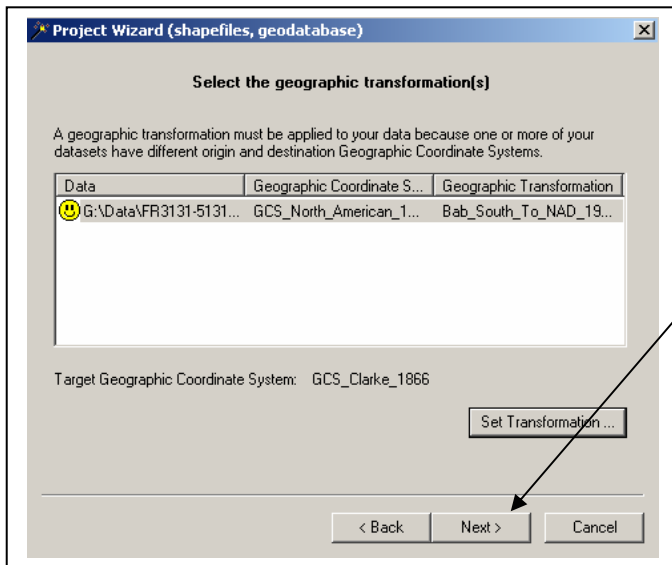 Project Wizard (shapefiles, geodatabase)
Select the geographic transformation(s)
A geographic transformation must be applied to your data because one or more of your
datasets have different origin and destination Geographic Coordinate Systems.
Data Geographic Coordinate S... Geographic Transformation
G:\Data\FR3131-5131... GCS_North_American_1... Bab_South_To_NAD_19...
Target Geographic Coordinate System: GCS_Clarke_1866
Set Transformation ...
< Back Next > Cancel